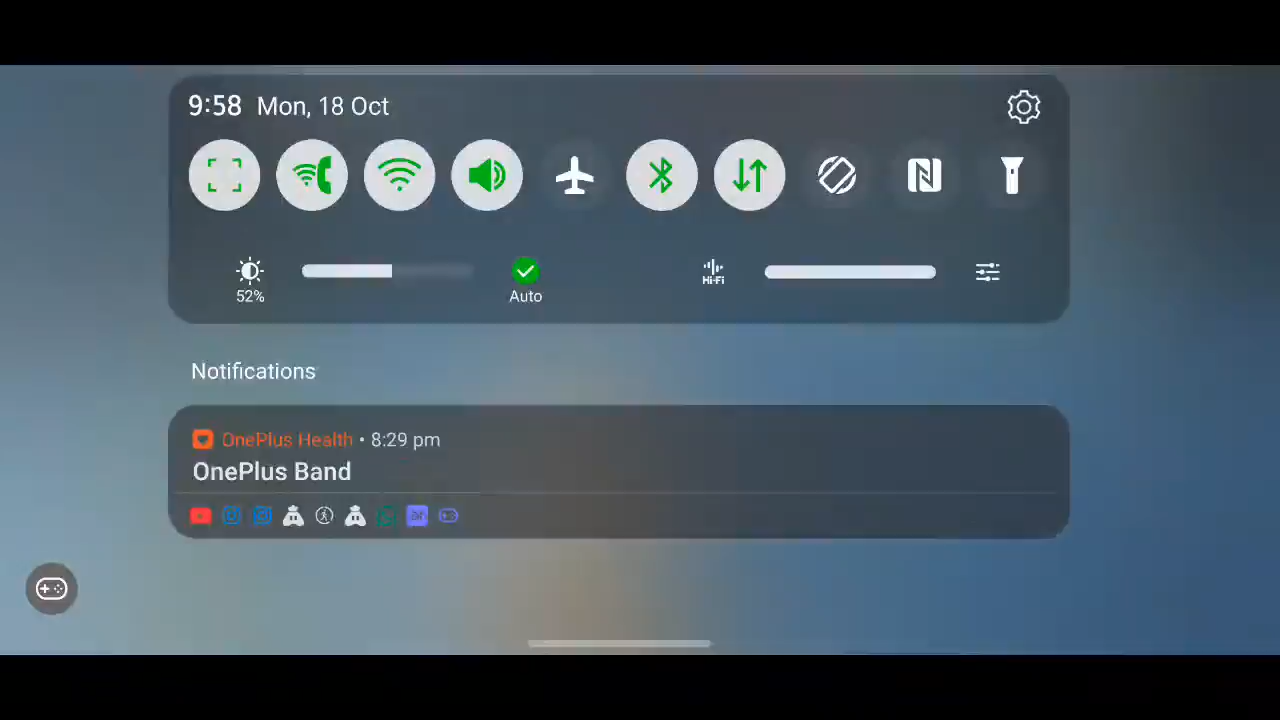 9:58 Mon, 18 Oct
52%
Auto
Hi-Fi
Notifications
OnePlus Health • 8:29 pm
OnePlus Band